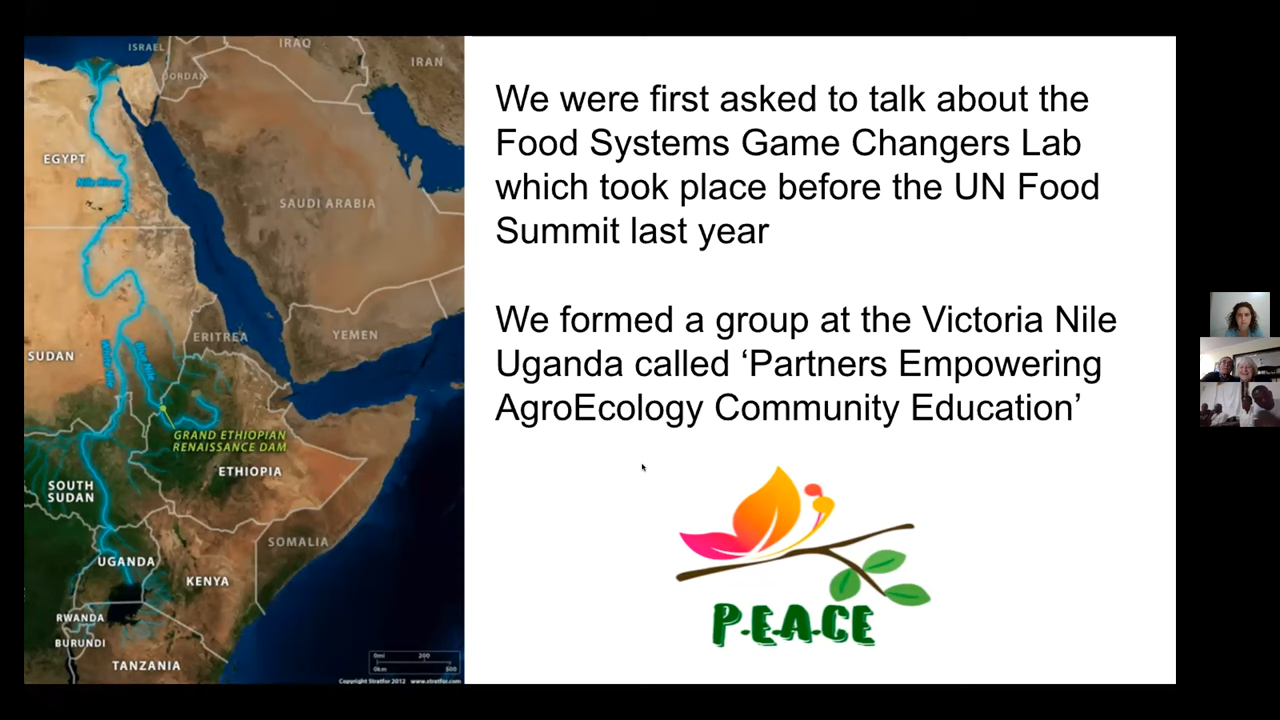 ISRAEL
IRAQ
IRAN
JORDAN
EGYPT
Nile River
SAUDI ARABIA
ERITREA
YEMEN
SUDAN
White Nile
Blue Nile
GRAND ETHIOPIAN
RENAISSANCE DAM
ETHIOPIA
SOUTH
SUDAN
SOMALIA
UGANDA
KENYA
RWANDA
BURUNDI
TANZANIA
0mi 200
0km 500
Copyright Stratfor 2012 www.stratfor.com
We were first asked to talk about the
Food Systems Game Changers Lab
which took place before the UN Food
Summit last year
We formed a group at the Victoria Nile
Uganda called ‘Partners Empowering
AgroEcology Community Education’
P.E.A.C.E